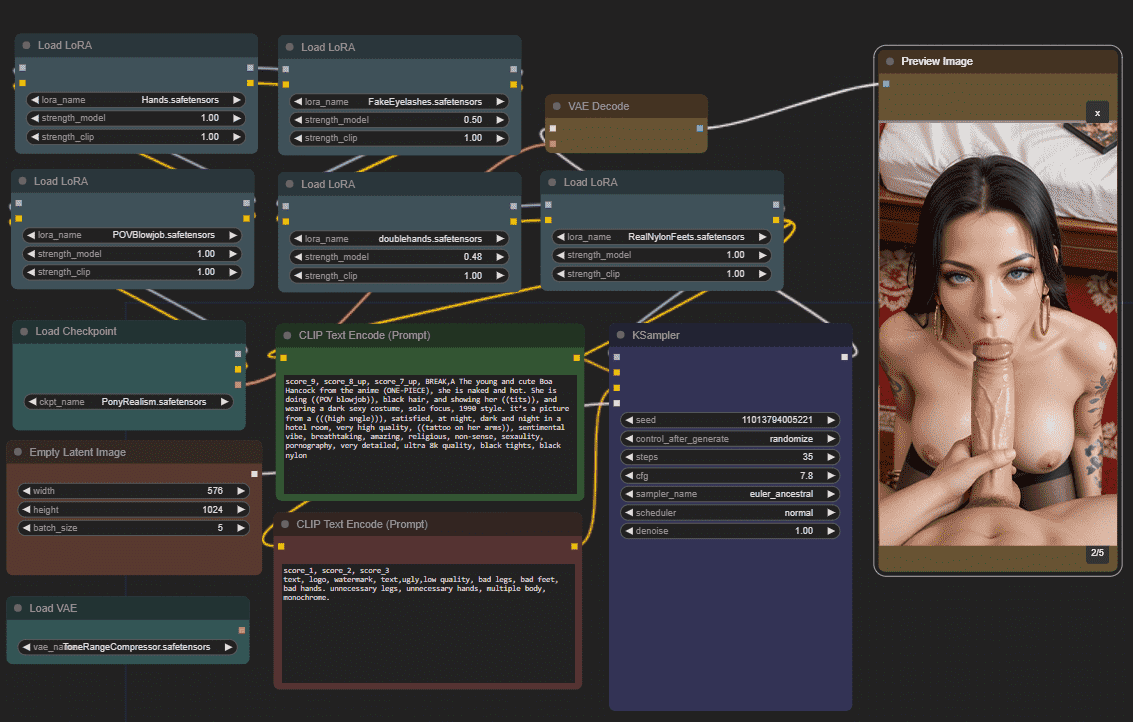 Load LoRA
lora_name Hands.safetensors
strength_model 1.00
strength_clip 1.00
Load LoRA
lora_name FakeEyelashes.safetensors
strength_model 0.50
strength_clip 1.00
VAE Decode
Preview Image
x
2/5
Load LoRA
lora_name POVBlowjob.safetensors
strength_model 1.00
strength_clip 1.00
Load LoRA
lora_name doublehands.safetensors
strength_model 0.48
strength_clip 1.00
Load LoRA
lora_name RealNylonFeets.safetensors
strength_model 1.00
strength_clip 1.00
Load Checkpoint
ckpt_name PonyRealism.safetensors
CLIP Text Encode (Prompt)
score_9, score_8_up, score_7_up, BREAK,A The young and cute Boa
Hancock from the anime (ONE-PIECE), she is naked and hot. She is
doing ((POV blowjob)), black hair, and showing her ((tits)), and
wearing a dark sexy costume, solo focus, 1990 style. it's a picture
from a (((high angle))), satisfied, at night, dark and night in a
hotel room, very high quality, ((tattoo on her arms)), sentimental
vibe, breathtaking, amazing, religious, non-sense, sexaulity,
pornography, very detailed, ultra 8k quality, black tights, black
nylon
KSampler
seed 11013794005221
control_after_generate randomize
steps 35
cfg 7.8
sampler_name euler_ancestral
scheduler normal
denoise 1.00
Empty Latent Image
width 576
height 1024
batch_size 5
CLIP Text Encode (Prompt)
score_1, score_2, score_3
text, logo, watermark, text,ugly,low quality, bad legs, bad feet,
bad hands. unnecessary legs, unnecessary hands, multiple body,
monochrome.
Load VAE
ToneRangeCompressor.safetensors